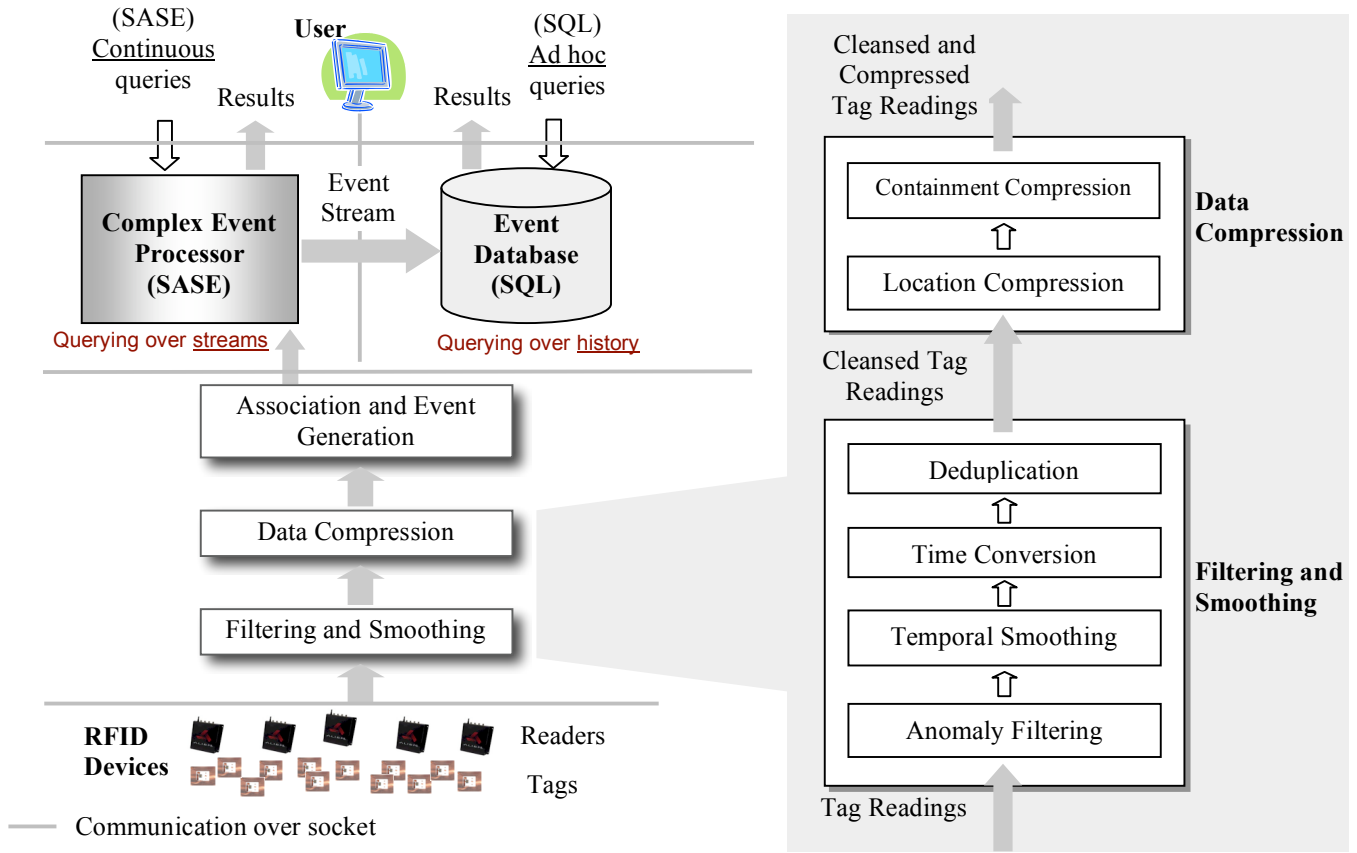 (SASE)
Continuous
queries
Results
User
Results
(SQL)
Ad hoc
queries
Complex Event
Processor
(SASE)
Event
Stream
Event
Database
(SQL)
Querying over streams
Querying over history
Association and Event
Generation
Data Compression
Filtering and Smoothing
RFID
Devices
Readers
Tags
Communication over socket
Cleansed and
Compressed
Tag Readings
Containment Compression
Location Compression
Data
Compression
Cleansed Tag
Readings
Deduplication
Time Conversion
Temporal Smoothing
Anomaly Filtering
Filtering and
Smoothing
Tag Readings